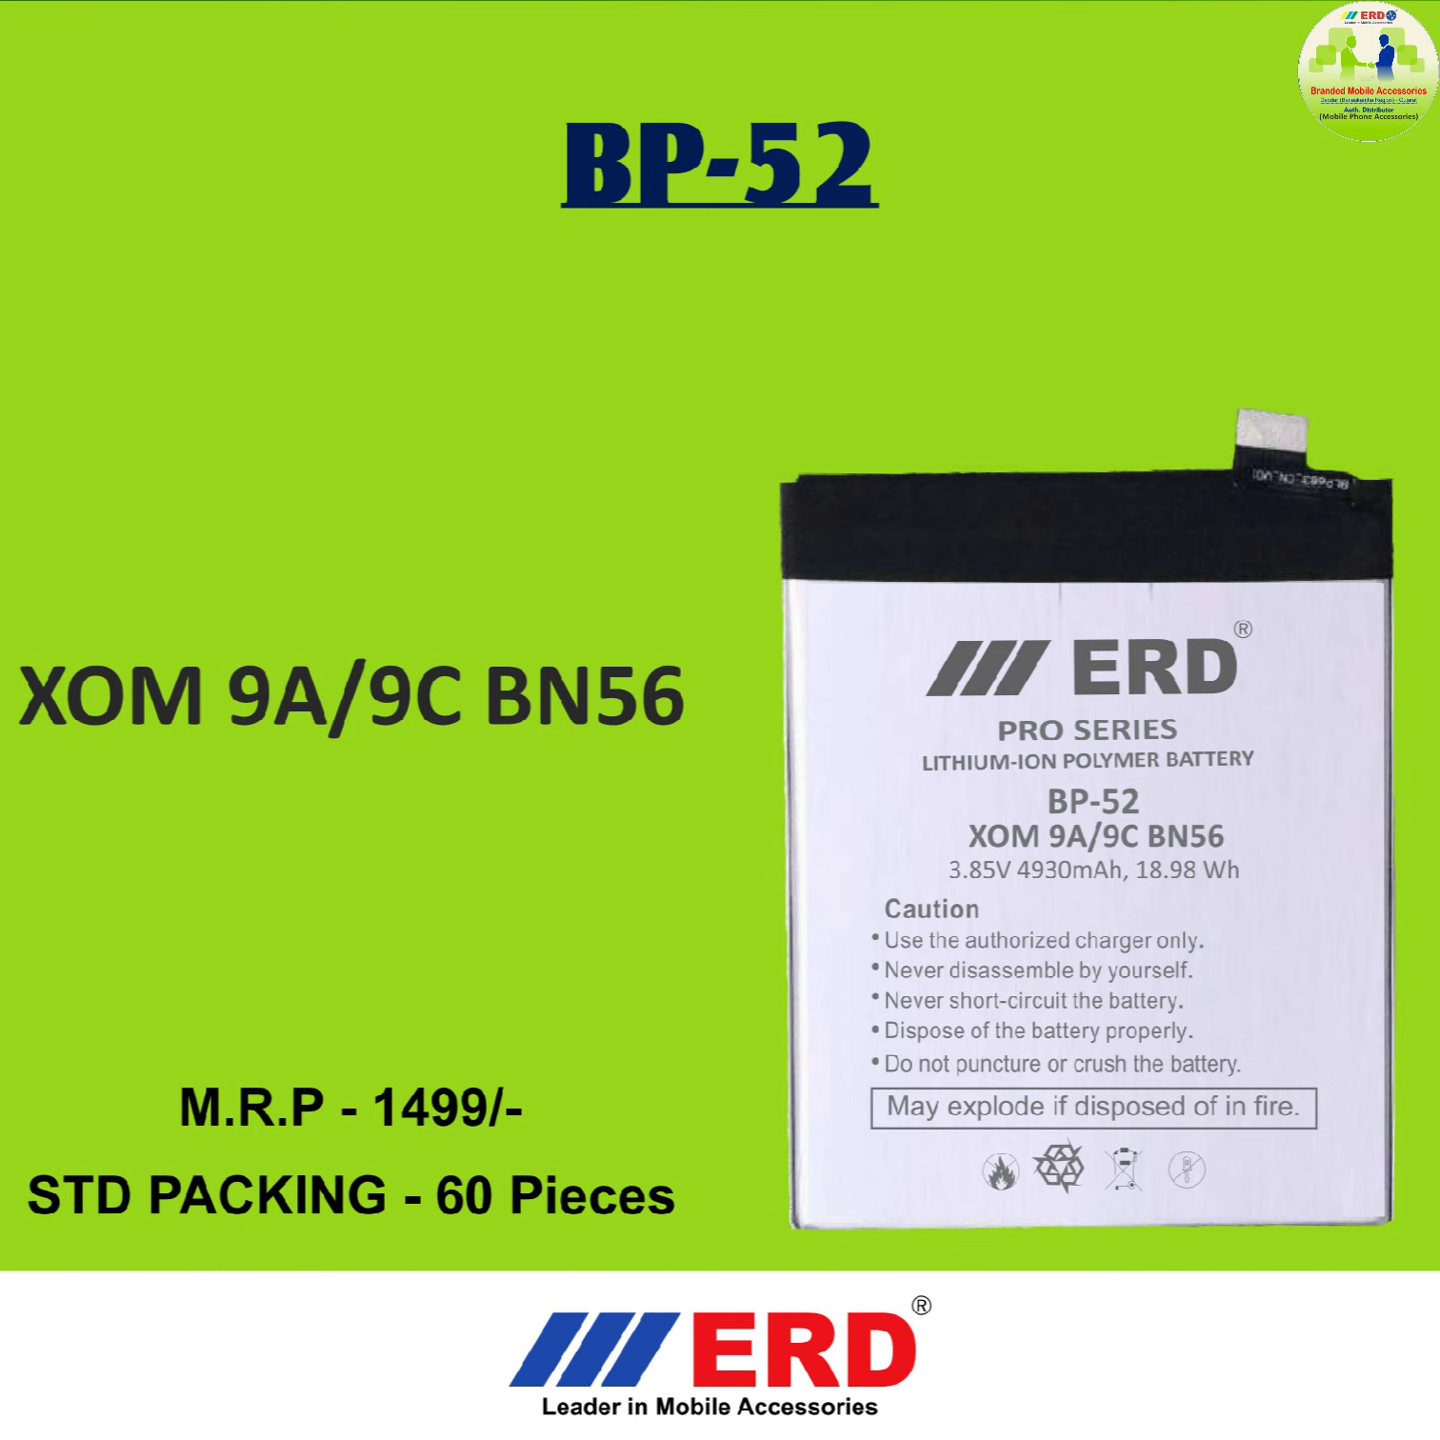 ERD
Leader in Mobile Accessories
Branded Mobile Accessories
Auth. Distributor
(Mobile Phone Accessories)
BP-52
XOM 9A/9C BN56
M.R.P - 1499/-
STD PACKING - 60 Pieces
ERD®
PRO SERIES
LITHIUM-ION POLYMER BATTERY
BP-52
XOM 9A/9C BN56
3.85V 4930mAh, 18.98 Wh
Caution
• Use the authorized charger only.
• Never disassemble by yourself.
• Never short-circuit the battery.
• Dispose of the battery properly.
• Do not puncture or crush the battery.
May explode if disposed of in fire.
ERD®
Leader in Mobile Accessories